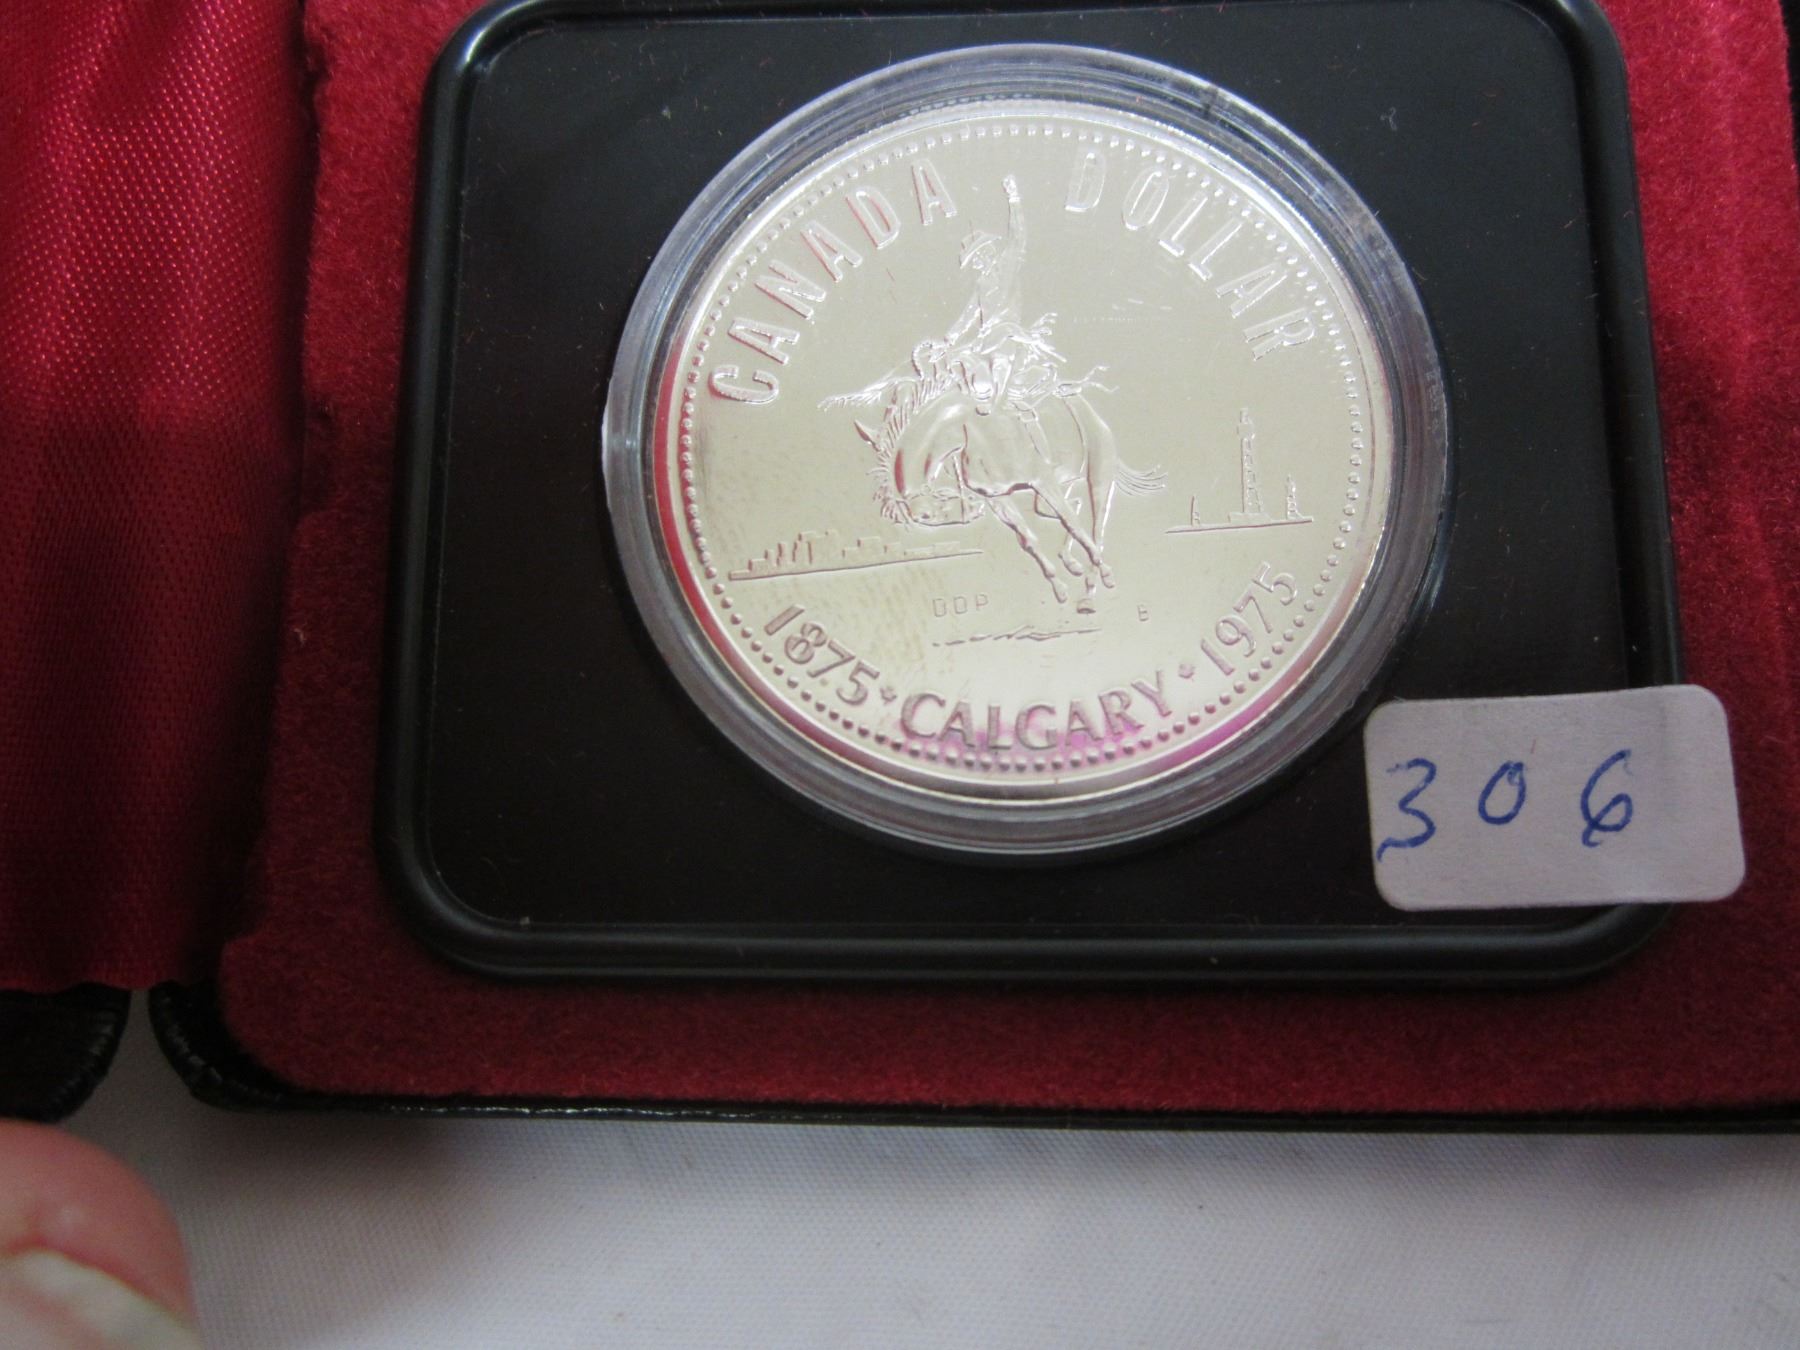 CANADA DOLLAR
DDP B
1875 • CALGARY • 1975
306